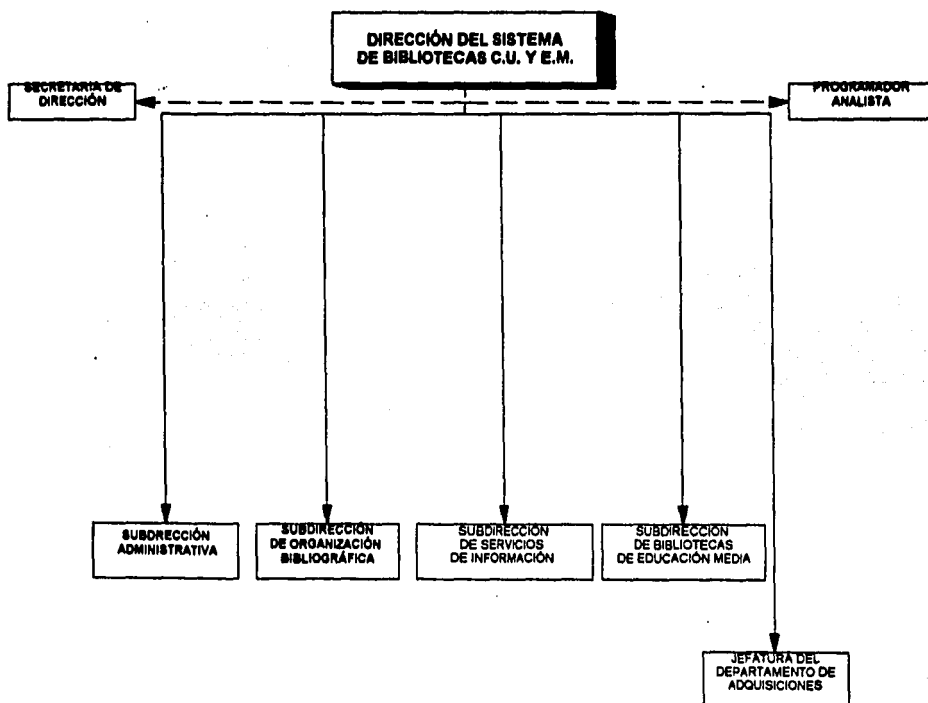 DIRECCIÓN DEL SISTEMA
DE BIBLIOTECAS C.U. Y E.M.
SECRETARIA DE
DIRECCIÓN
PROGRAMADOR
ANALISTA
SUBDRECCIÓN
ADMINISTRATIVA
SUBDIRECCIÓN
DE ORGANIZACIÓN
BIBLIOGRÁFICA
SUBDIRECCIÓN
DE SERVICIOS
DE INFORMACIÓN
SUBDIRECCIÓN
DE BIBLIOTECAS
DE EDUCACIÓN MEDIA
JEFATURA DEL
DEPARTAMENTO DE
ADQUISICIONES